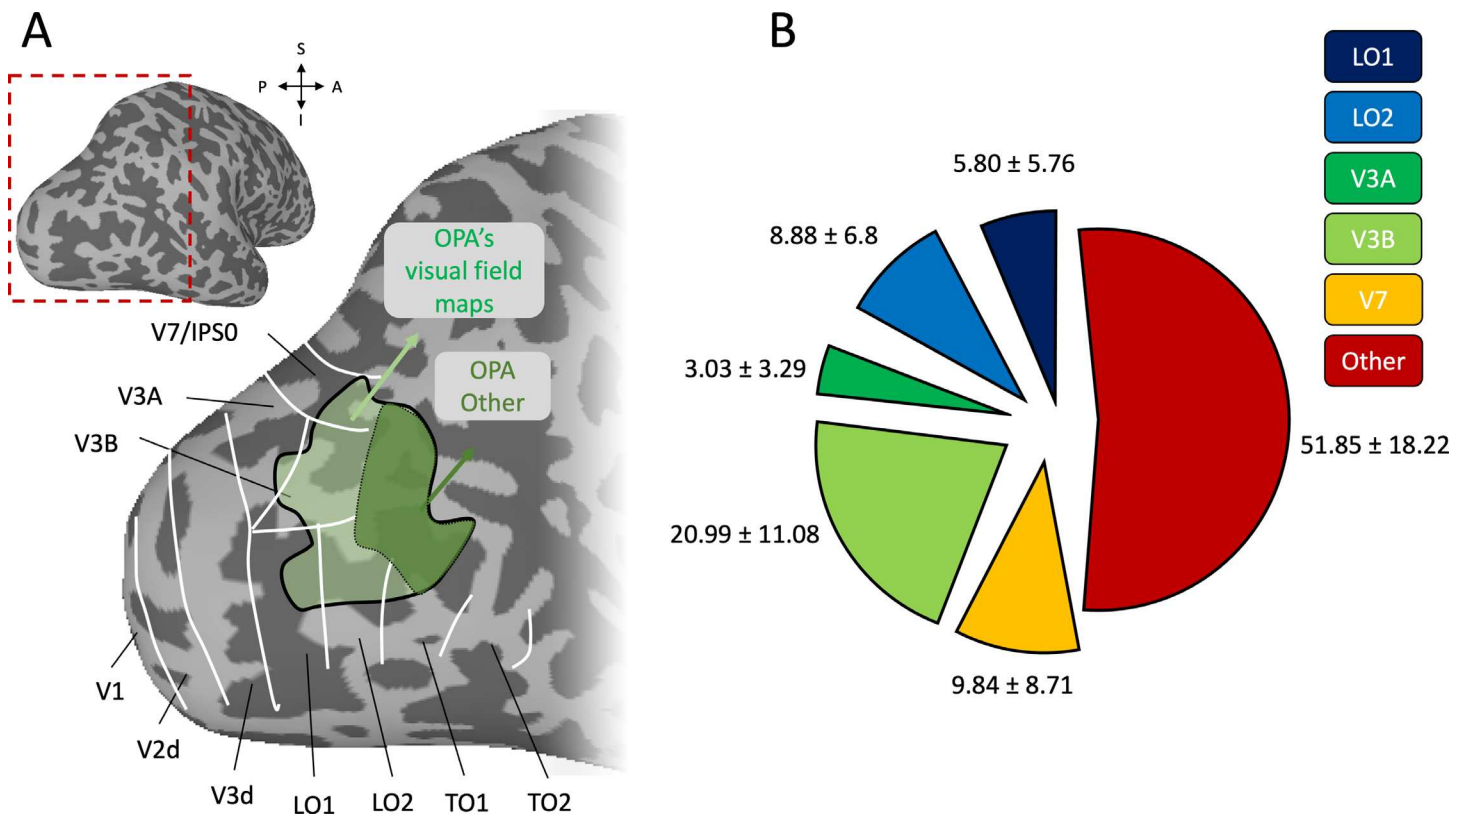 A
S
P
A
I
OPA's
visual field
maps
V7/IPS0
OPA
Other
V3A
V3B
V1
V2d
V3d
LO1
LO2
TO1
TO2
B
LO1
LO2
V3A
V3B
V7
Other
5.80 ± 5.76
8.88 ± 6.8
3.03 ± 3.29
51.85 ± 18.22
20.99 ± 11.08
9.84 ± 8.71